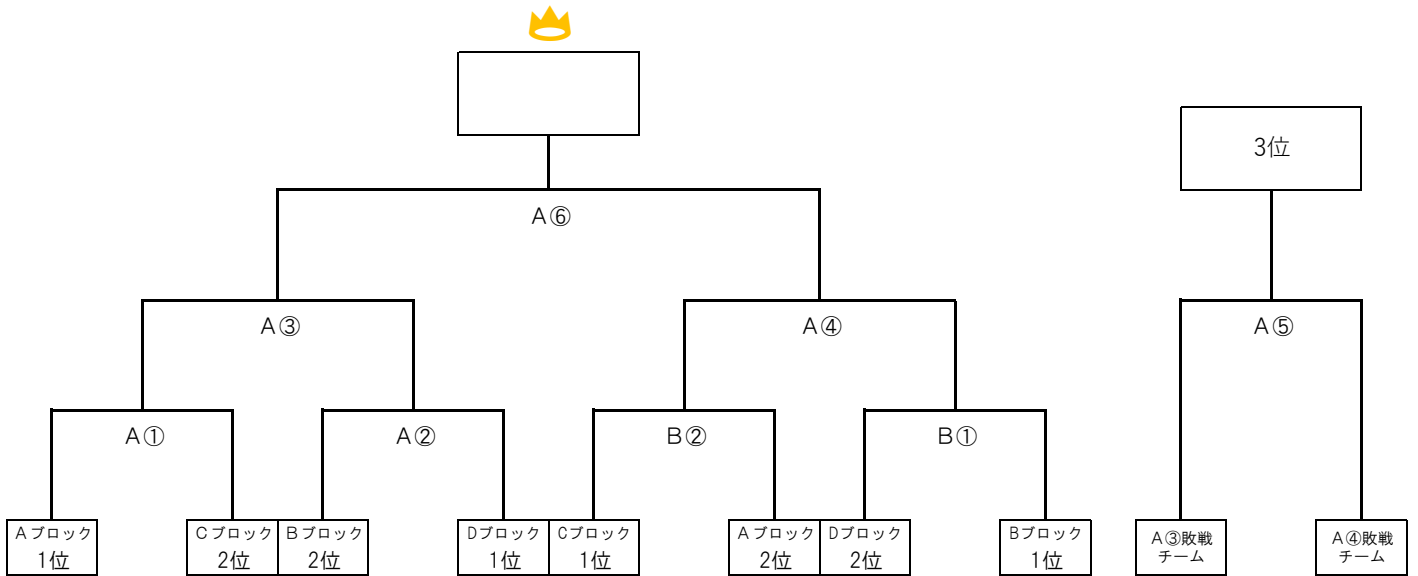 3位
A⑥
A③
A④
A⑤
A①
A②
B②
B①
Aブロック
1位
Cブロック
2位
Bブロック
2位
Dブロック
1位
Cブロック
1位
Aブロック
2位
Dブロック
2位
Bブロック
1位
A③敗戦
チーム
A④敗戦
チーム